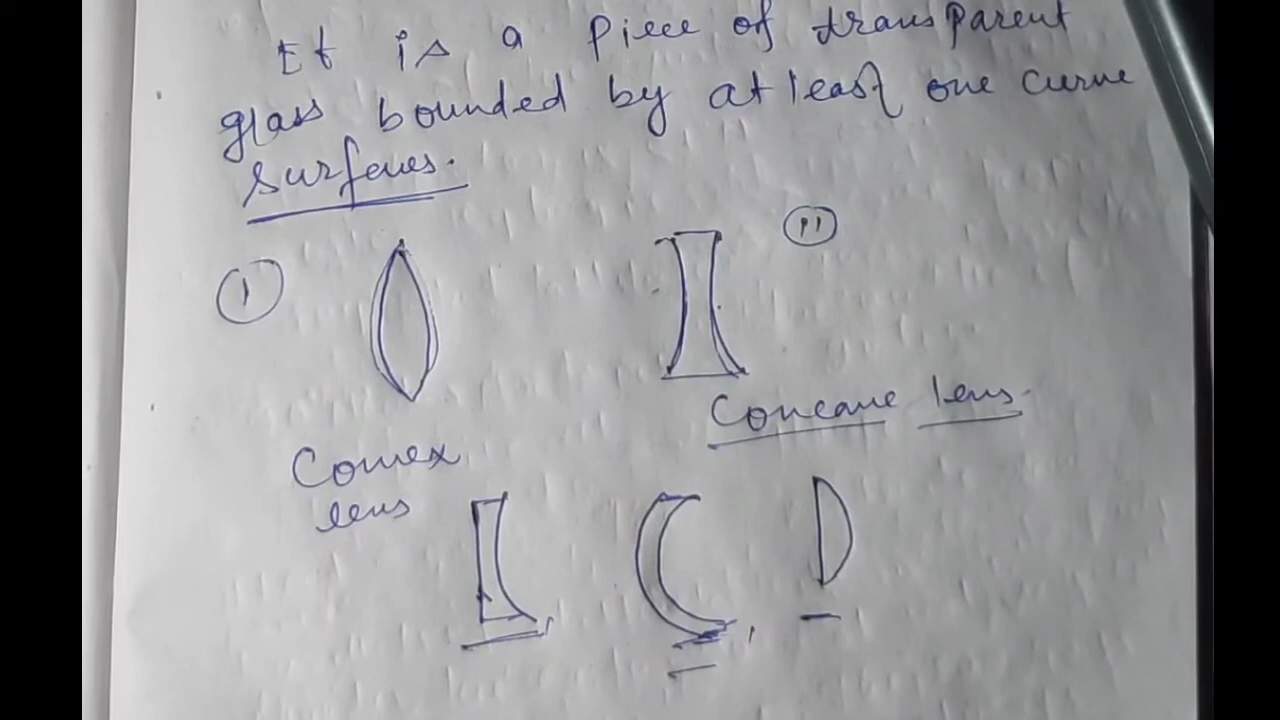 It is a piece of transparent
glass bounded by at least one curve
surfaces.
I
II
Concave lens.
Convex
lens